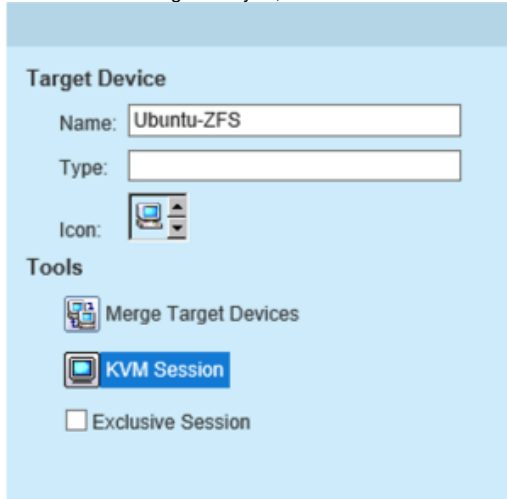 Target Device
Name: Ubuntu-ZFS
Type:
Icon:
Tools
Merge Target Devices
KVM Session
Exclusive Session